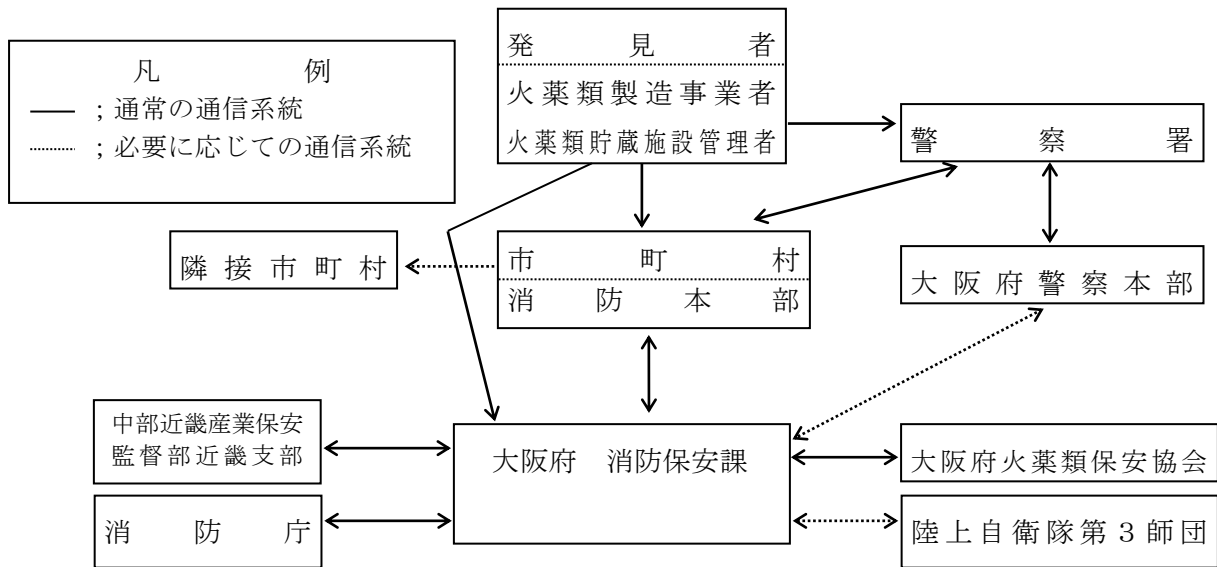 凡 例
；通常の通信系統
；必要に応じての通信系統
発見者
火薬類製造事業者
火薬類貯蔵施設管理者
警察署
隣接市町村
市町村
消防本部
大阪府警察本部
中部近畿産業保安
監督部近畿支部
大阪府 消防保安課
大阪府火薬類保安協会
消防庁
陸上自衛隊第３師団